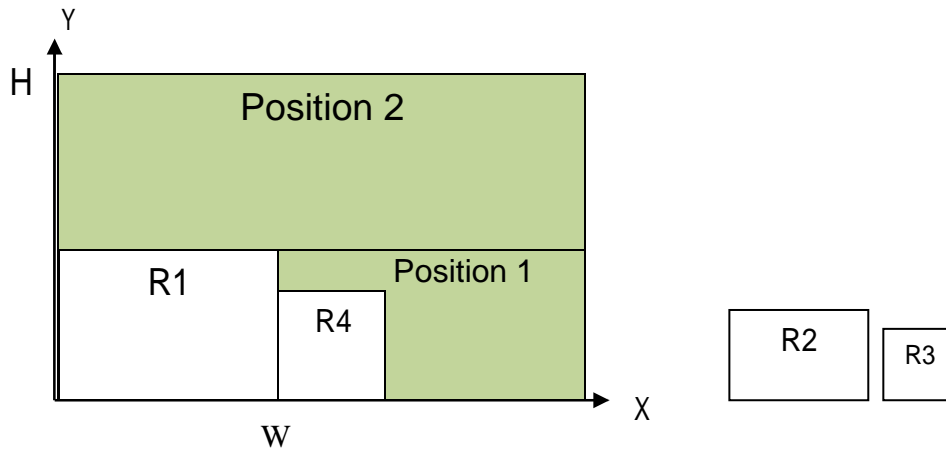 Y
H
Position 2
R1
Position 1
R4
R2
R3
X
W